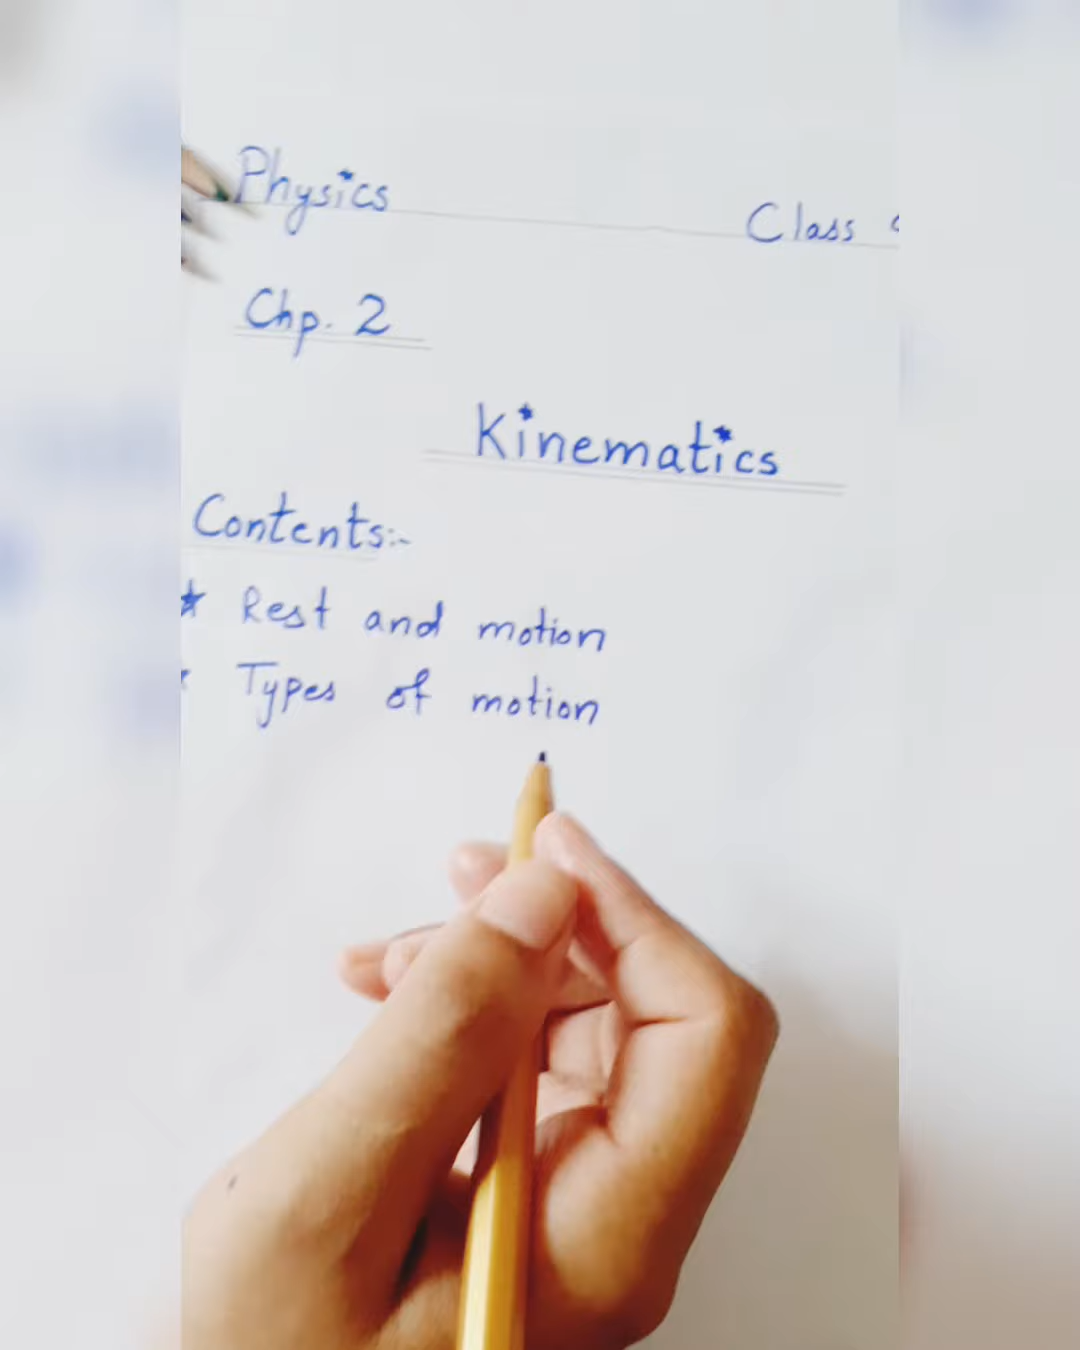 Physics
Class
Chp. 2
Kinematics
Contents:-
★ Rest and motion
Types of motion